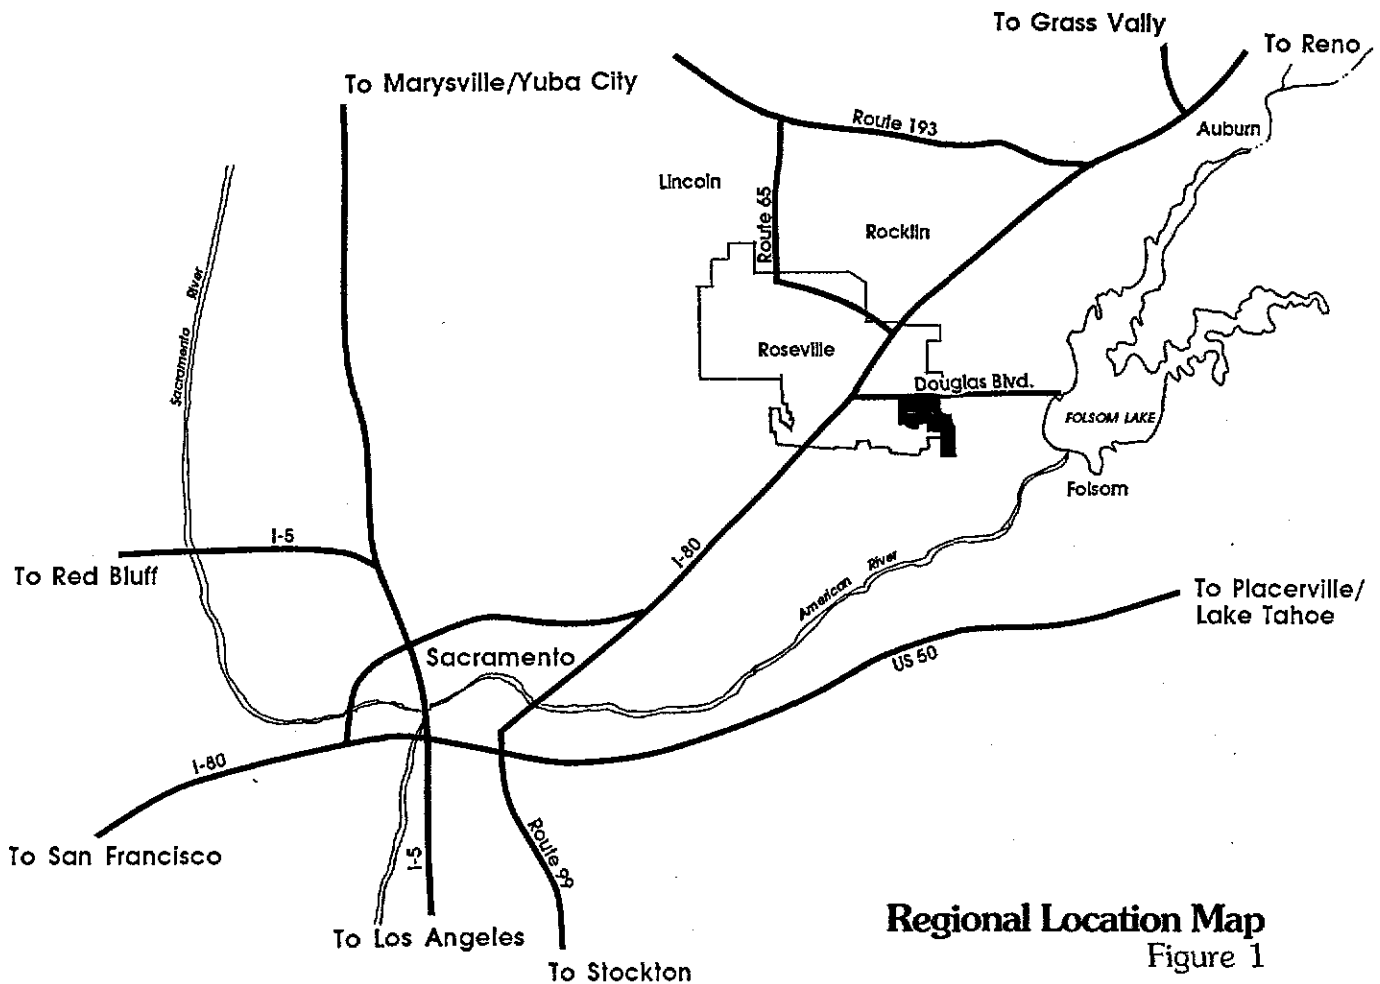 To Grass Vally
To Reno
To Marysville/Yuba City
Route 193
Auburn
Lincoln
Route 65
Rocklin
Sacramento River
Roseville
Douglas Blvd.
FOLSOM LAKE
Folsom
I-5
I-80
To Red Bluff
American River
To Placerville/
Lake Tahoe
Sacramento
US 50
I-80
To San Francisco
Route 99
I-5
To Los Angeles
To Stockton
Regional Location Map
Figure 1